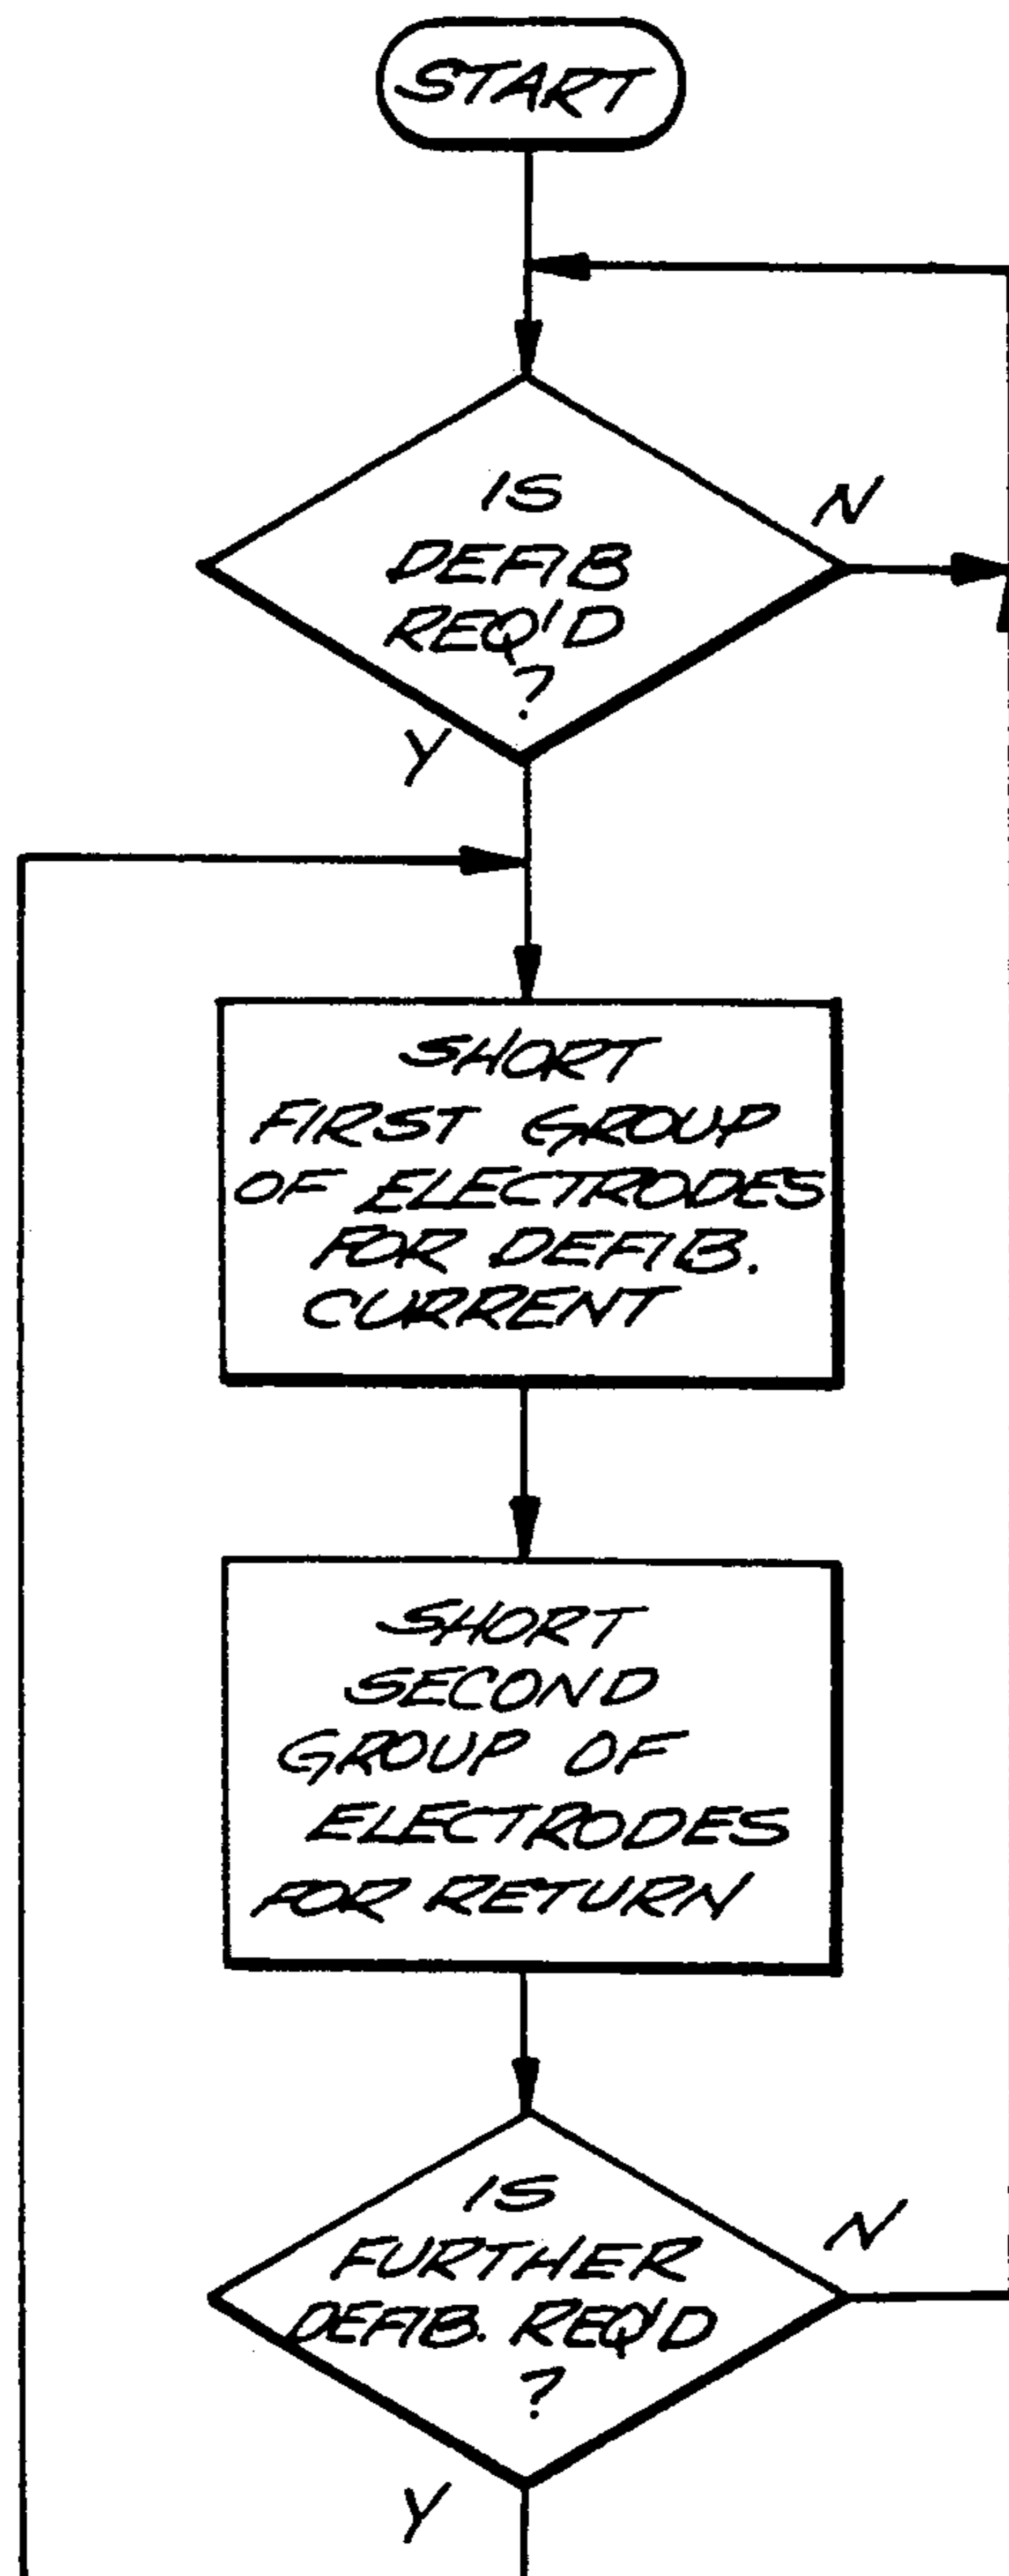 START
IS
DEFIB
REQ'D
?
N
Y
SHORT
FIRST GROUP
OF ELECTRODES
FOR DEFIB.
CURRENT
SHORT
SECOND
GROUP OF
ELECTRODES
FOR RETURN
IS
FURTHER
DEFIB. REQ'D
?
N
Y